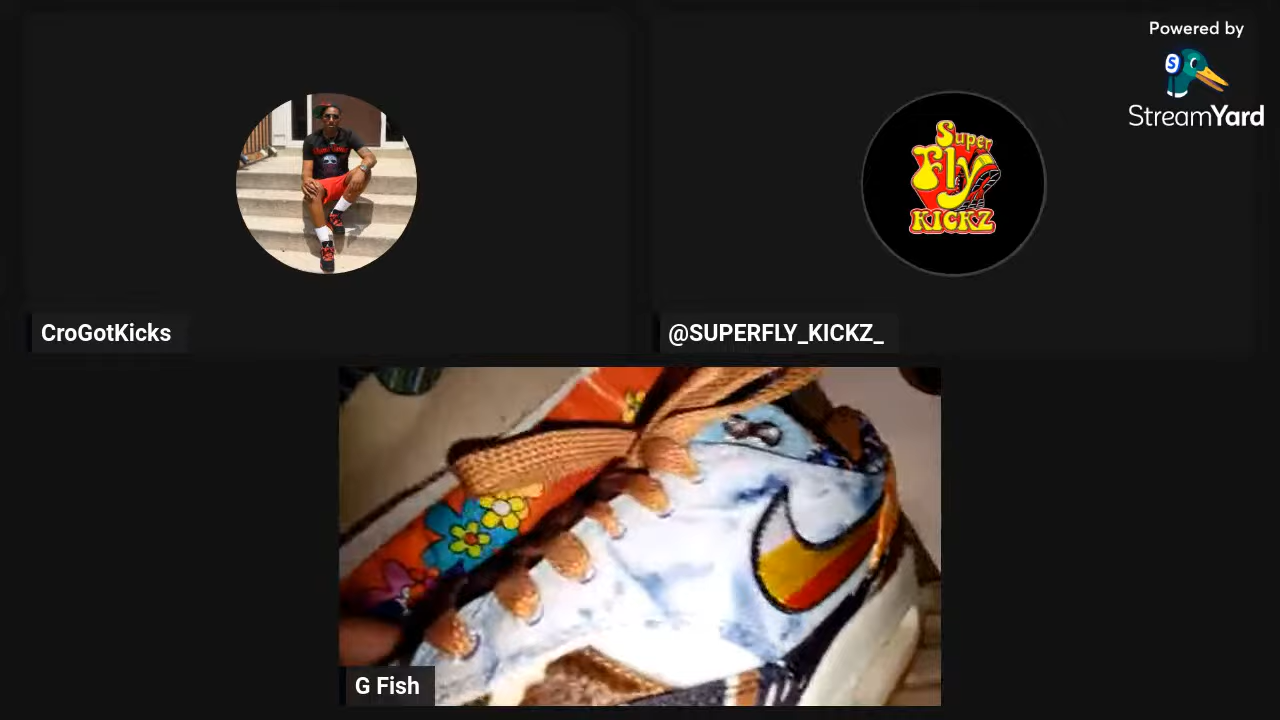 Powered by
StreamYard
Super
Fly
KICKZ
CroGotKicks
@SUPERFLY_KICKZ_
G Fish